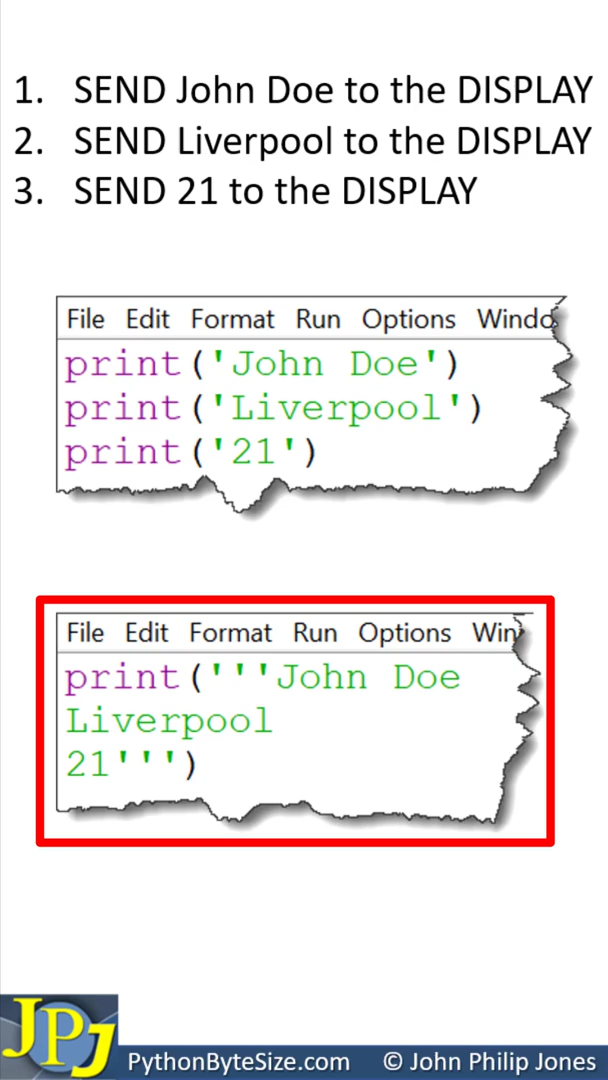 1. SEND John Doe to the DISPLAY
2. SEND Liverpool to the DISPLAY
3. SEND 21 to the DISPLAY
File Edit Format Run Options Windo
print('John Doe')
print('Liverpool')
print('21')
File Edit Format Run Options Win
print('''John Doe
Liverpool
21''')
JPJ
PythonByteSize.com © John Philip Jones